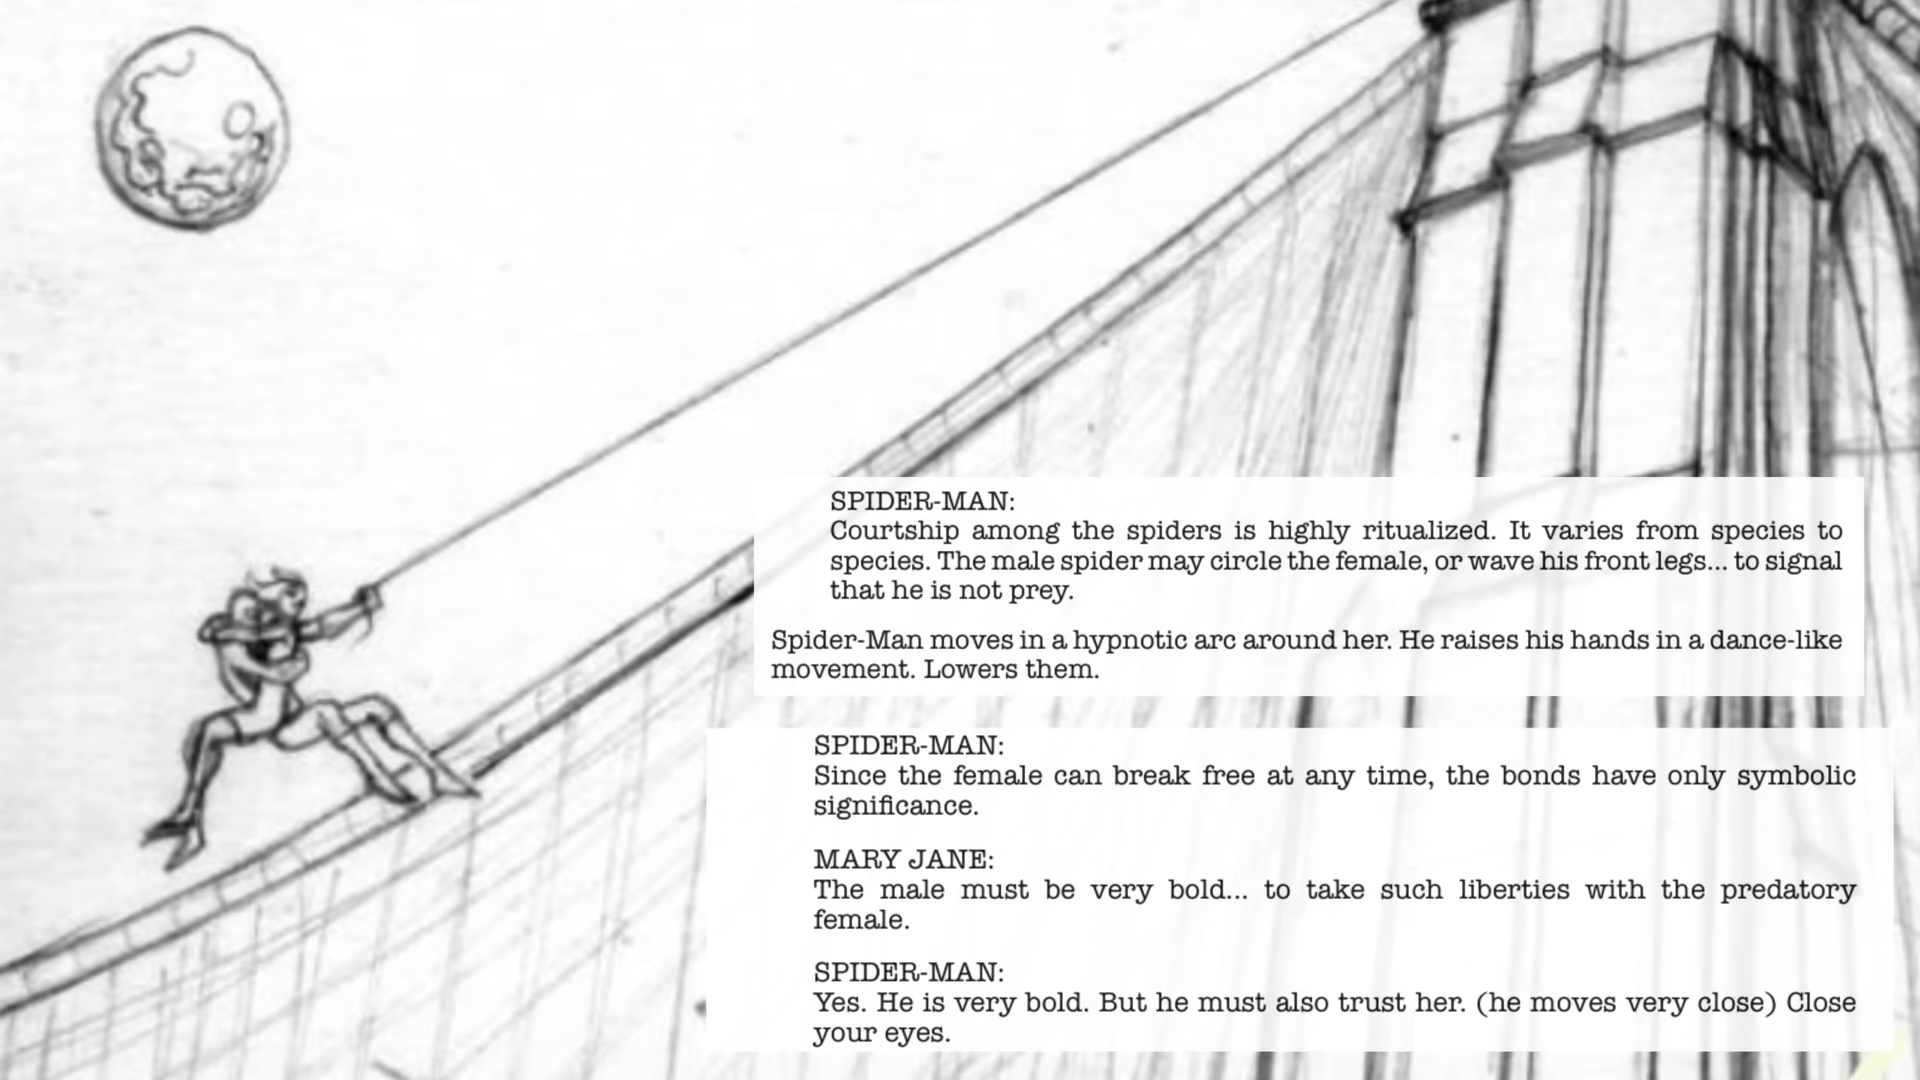 SPIDER-MAN:
Courtship among the spiders is highly ritualized. It varies from species to
species. The male spider may circle the female, or wave his front legs... to signal
that he is not prey.
Spider-Man moves in a hypnotic arc around her. He raises his hands in a dance-like
movement. Lowers them.
SPIDER-MAN:
Since the female can break free at any time, the bonds have only symbolic
significance.
MARY JANE:
The male must be very bold... to take such liberties with the predatory
female.
SPIDER-MAN:
Yes. He is very bold. But he must also trust her. (he moves very close) Close
your eyes.